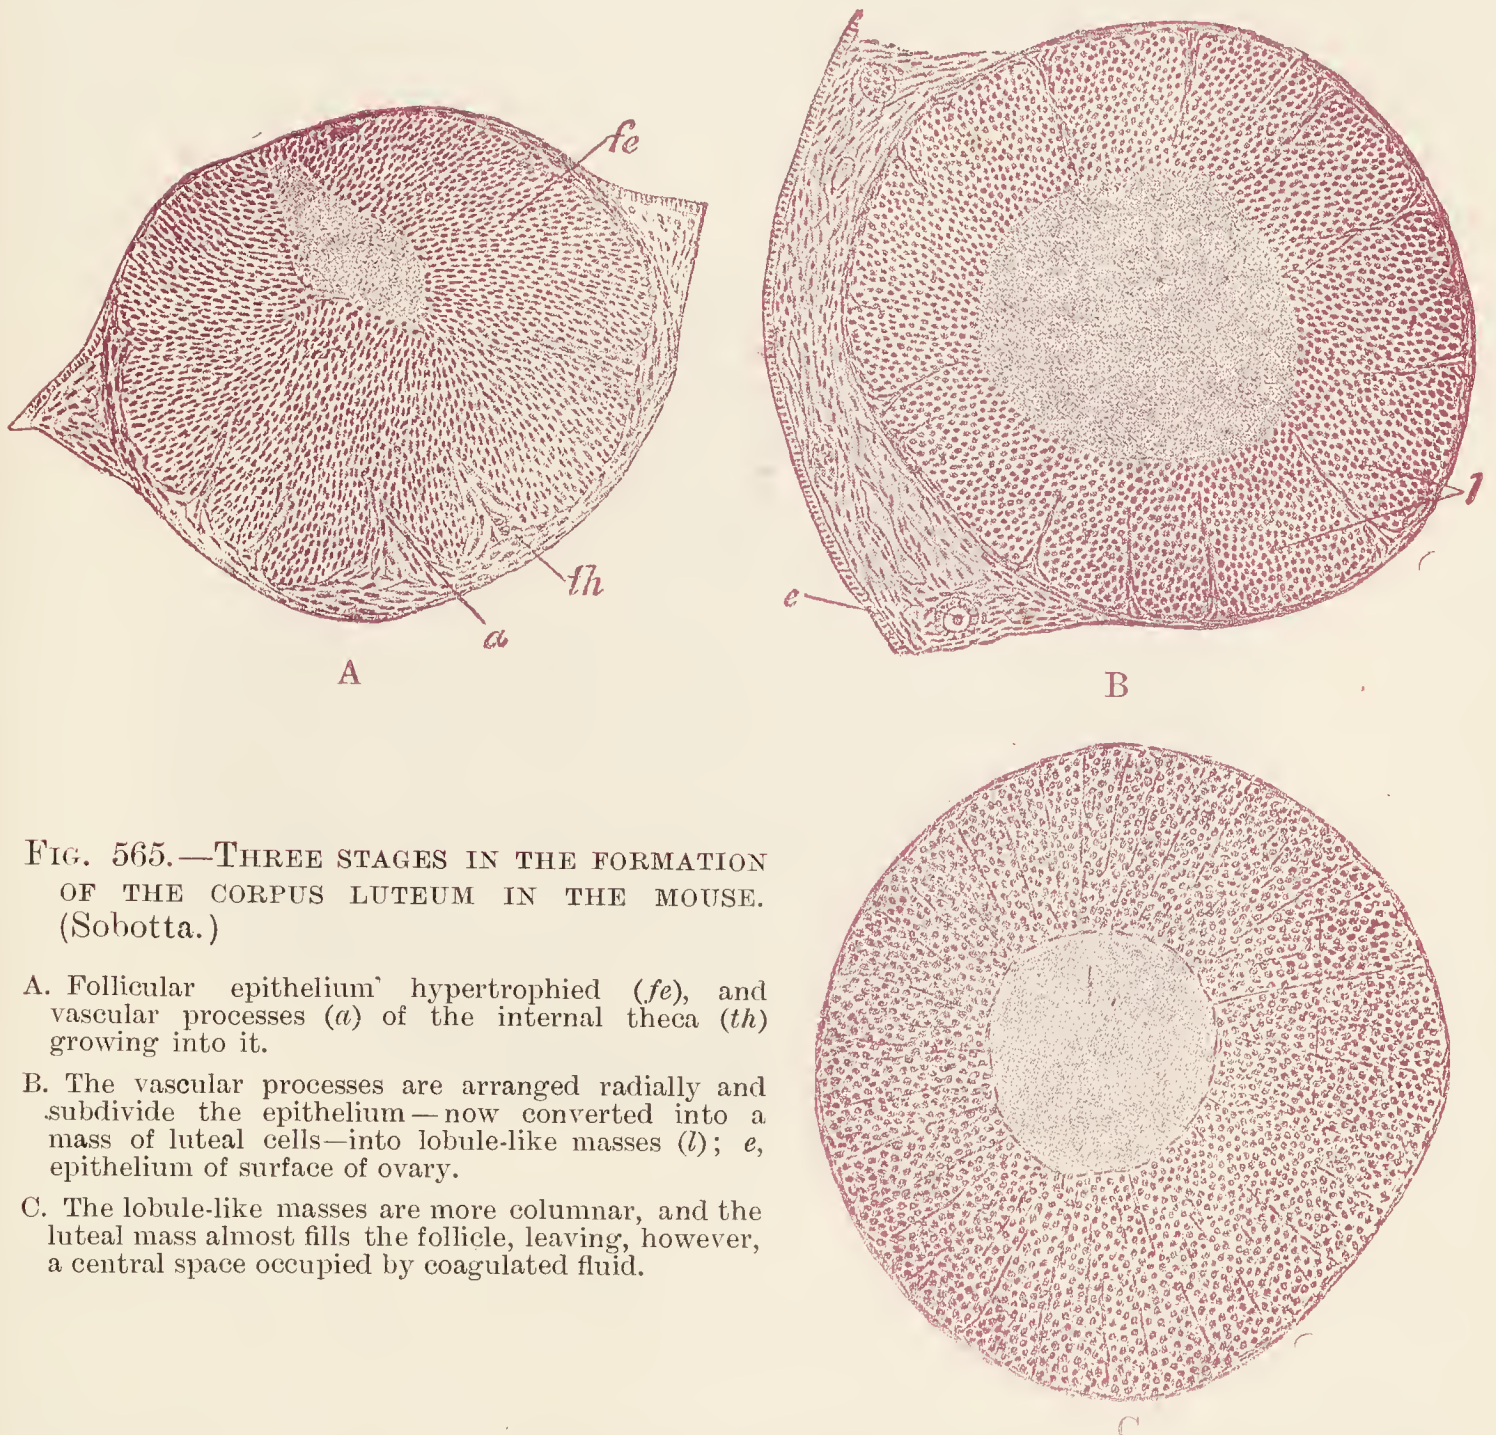 fe
th
a
A
l
e
B
FIG. 565.—THREE STAGES IN THE FORMATION
OF THE CORPUS LUTEUM IN THE MOUSE.
(Sobotta.)
A. Follicular epithelium hypertrophied (fe), and
vascular processes (a) of the internal theca (th)
growing into it.
B. The vascular processes are arranged radially and
subdivide the epithelium—now converted into a
mass of luteal cells—into lobule-like masses (l); e,
epithelium of surface of ovary.
C. The lobule-like masses are more columnar, and the
luteal mass almost fills the follicle, leaving, however,
a central space occupied by coagulated fluid.
C